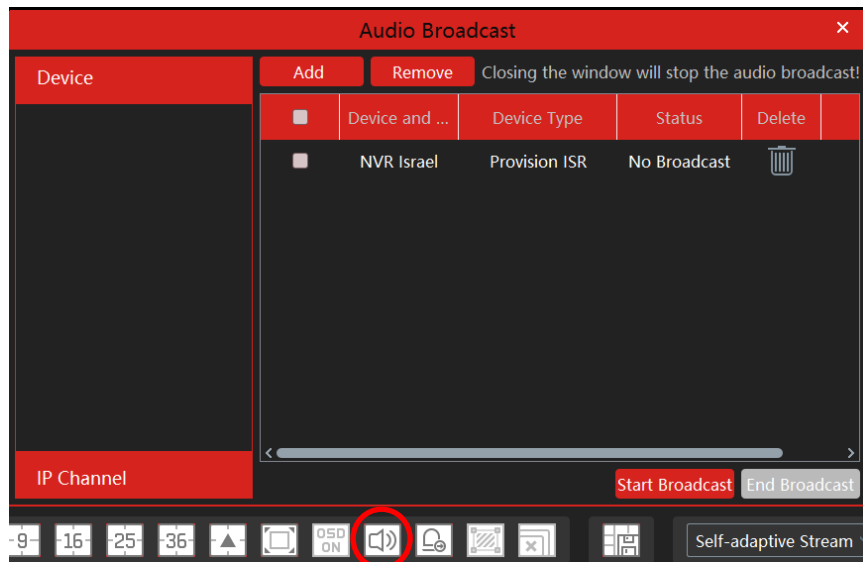 Audio Broadcast
Device
Add Remove Closing the window will stop the audio broadcast!
Device and ... Device Type Status Delete
NVR Israel Provision ISR No Broadcast
IP Channel
Start Broadcast End Broadcast
9 16 25 36 OSD ON Self-adaptive Stream